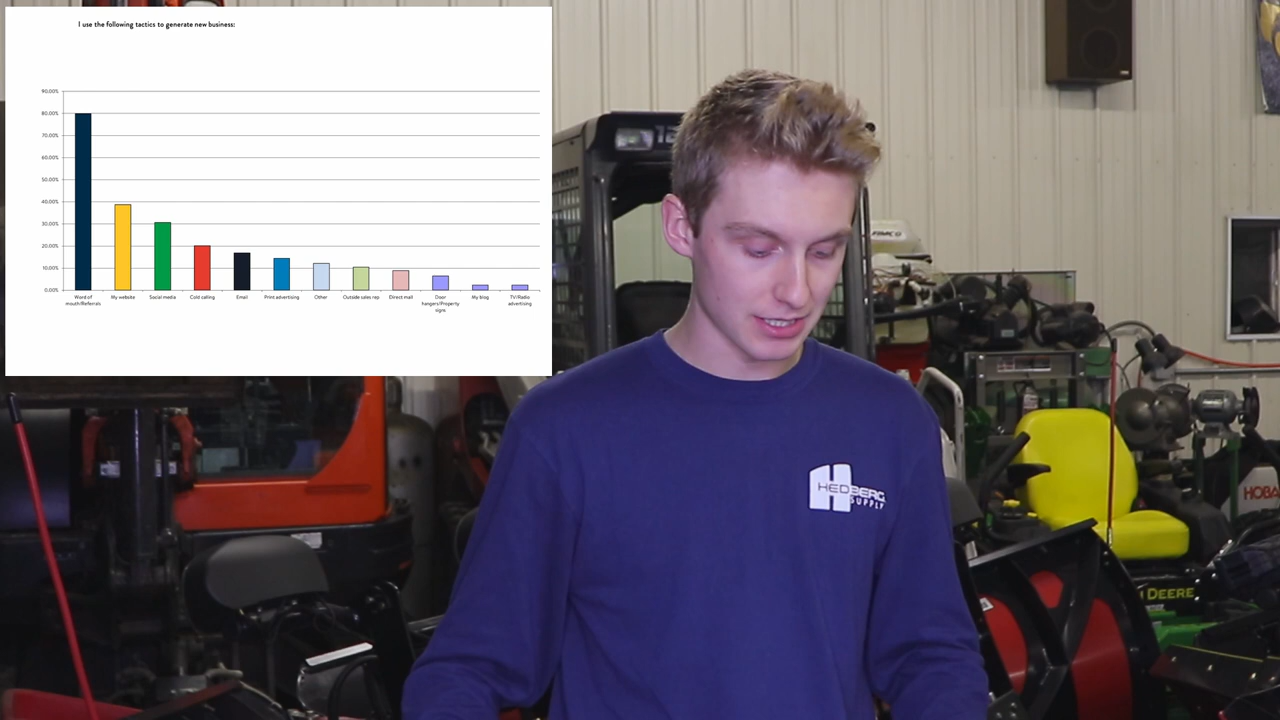 I use the following tactics to generate new business:
90.00%
80.00%
70.00%
60.00%
50.00%
40.00%
30.00%
20.00%
10.00%
0.00%
Word of mouth/Referrals
My website
Social media
Cold calling
Email
Print advertising
Other
Outside sales rep
Direct mail
Door hangers/Property signs
My blog
TV/Radio advertising
HEDBERG
SUPPLY
HOBA
DEERE